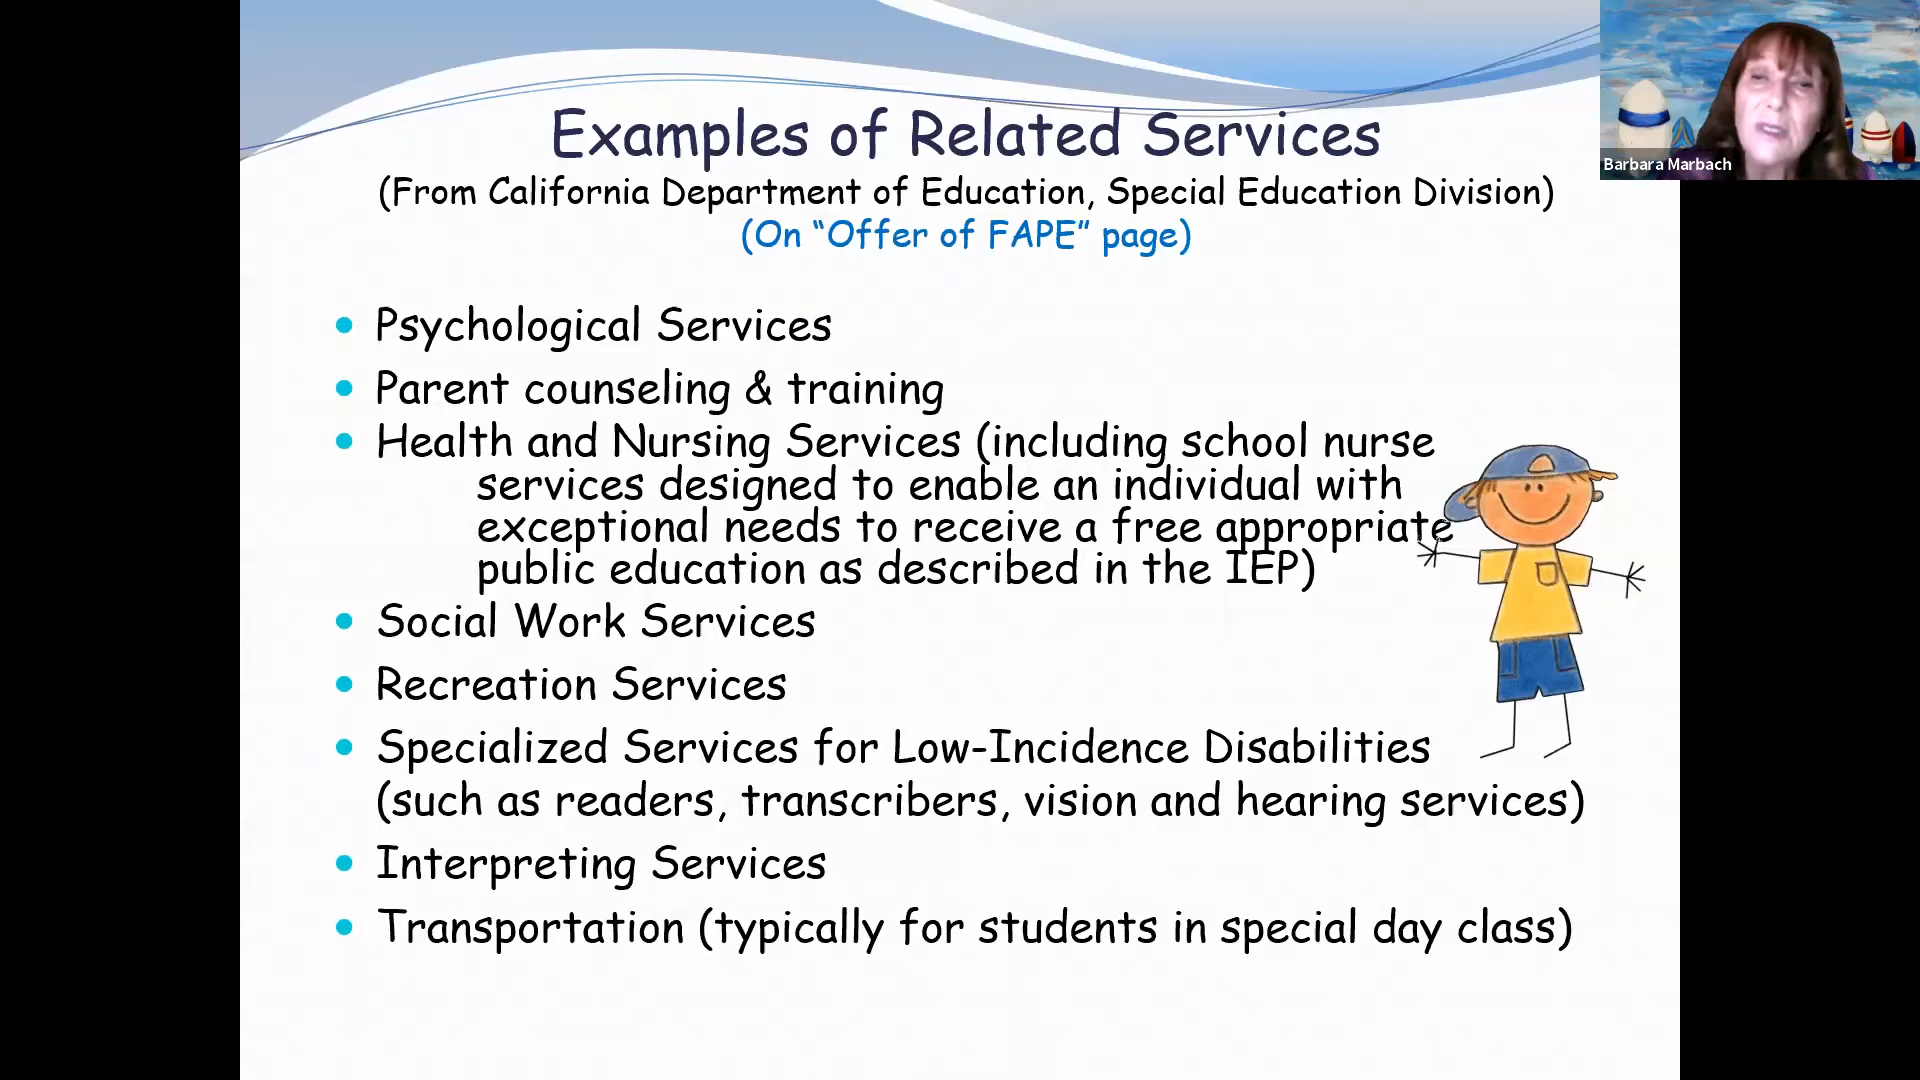 Examples of Related Services
(From California Department of Education, Special Education Division)
(On “Offer of FAPE” page)
• Psychological Services
• Parent counseling & training
• Health and Nursing Services (including school nurse
services designed to enable an individual with
exceptional needs to receive a free appropriate
public education as described in the IEP)
• Social Work Services
• Recreation Services
• Specialized Services for Low-Incidence Disabilities
(such as readers, transcribers, vision and hearing services)
• Interpreting Services
• Transportation (typically for students in special day class)
Barbara Marbach